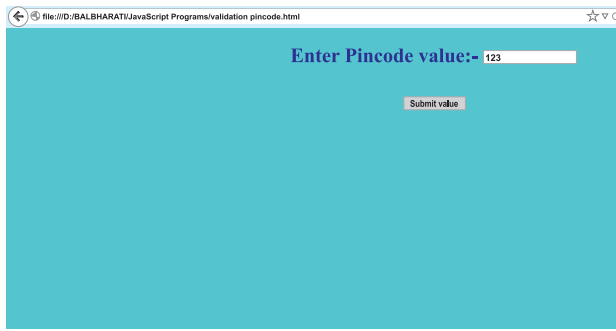 file:///D:/BALBHARATI/JavaScript Programs/validation pincode.html
Enter Pincode value:- 123
Submit value